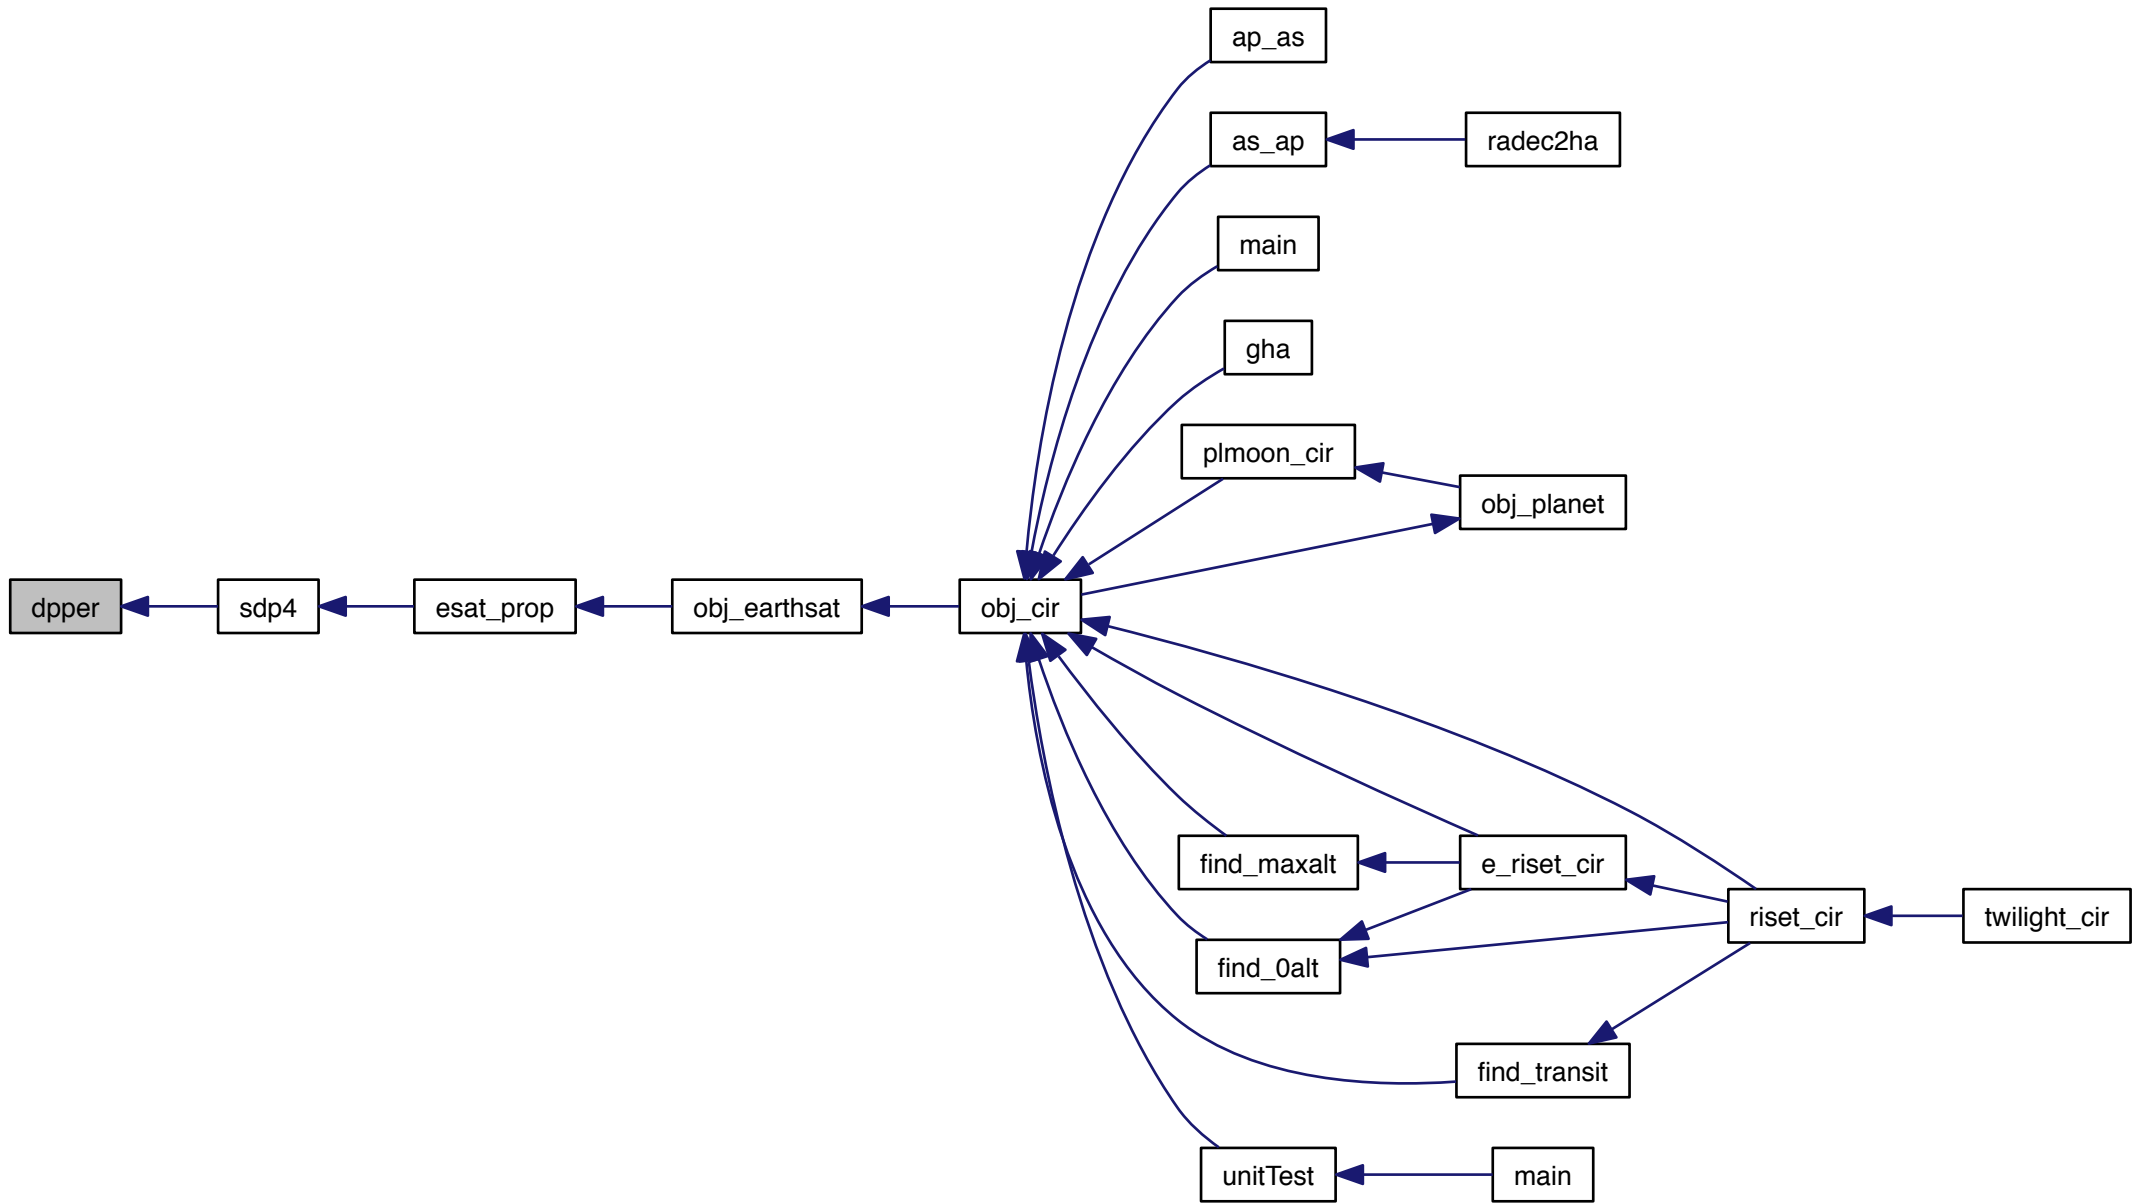 ap_as
as_ap
radec2ha
main
gha
plmoon_cir
obj_planet
dpper
sdp4
esat_prop
obj_earthsat
obj_cir
find_maxalt
e_riset_cir
riset_cir
twilight_cir
find_0alt
find_transit
unitTest
main